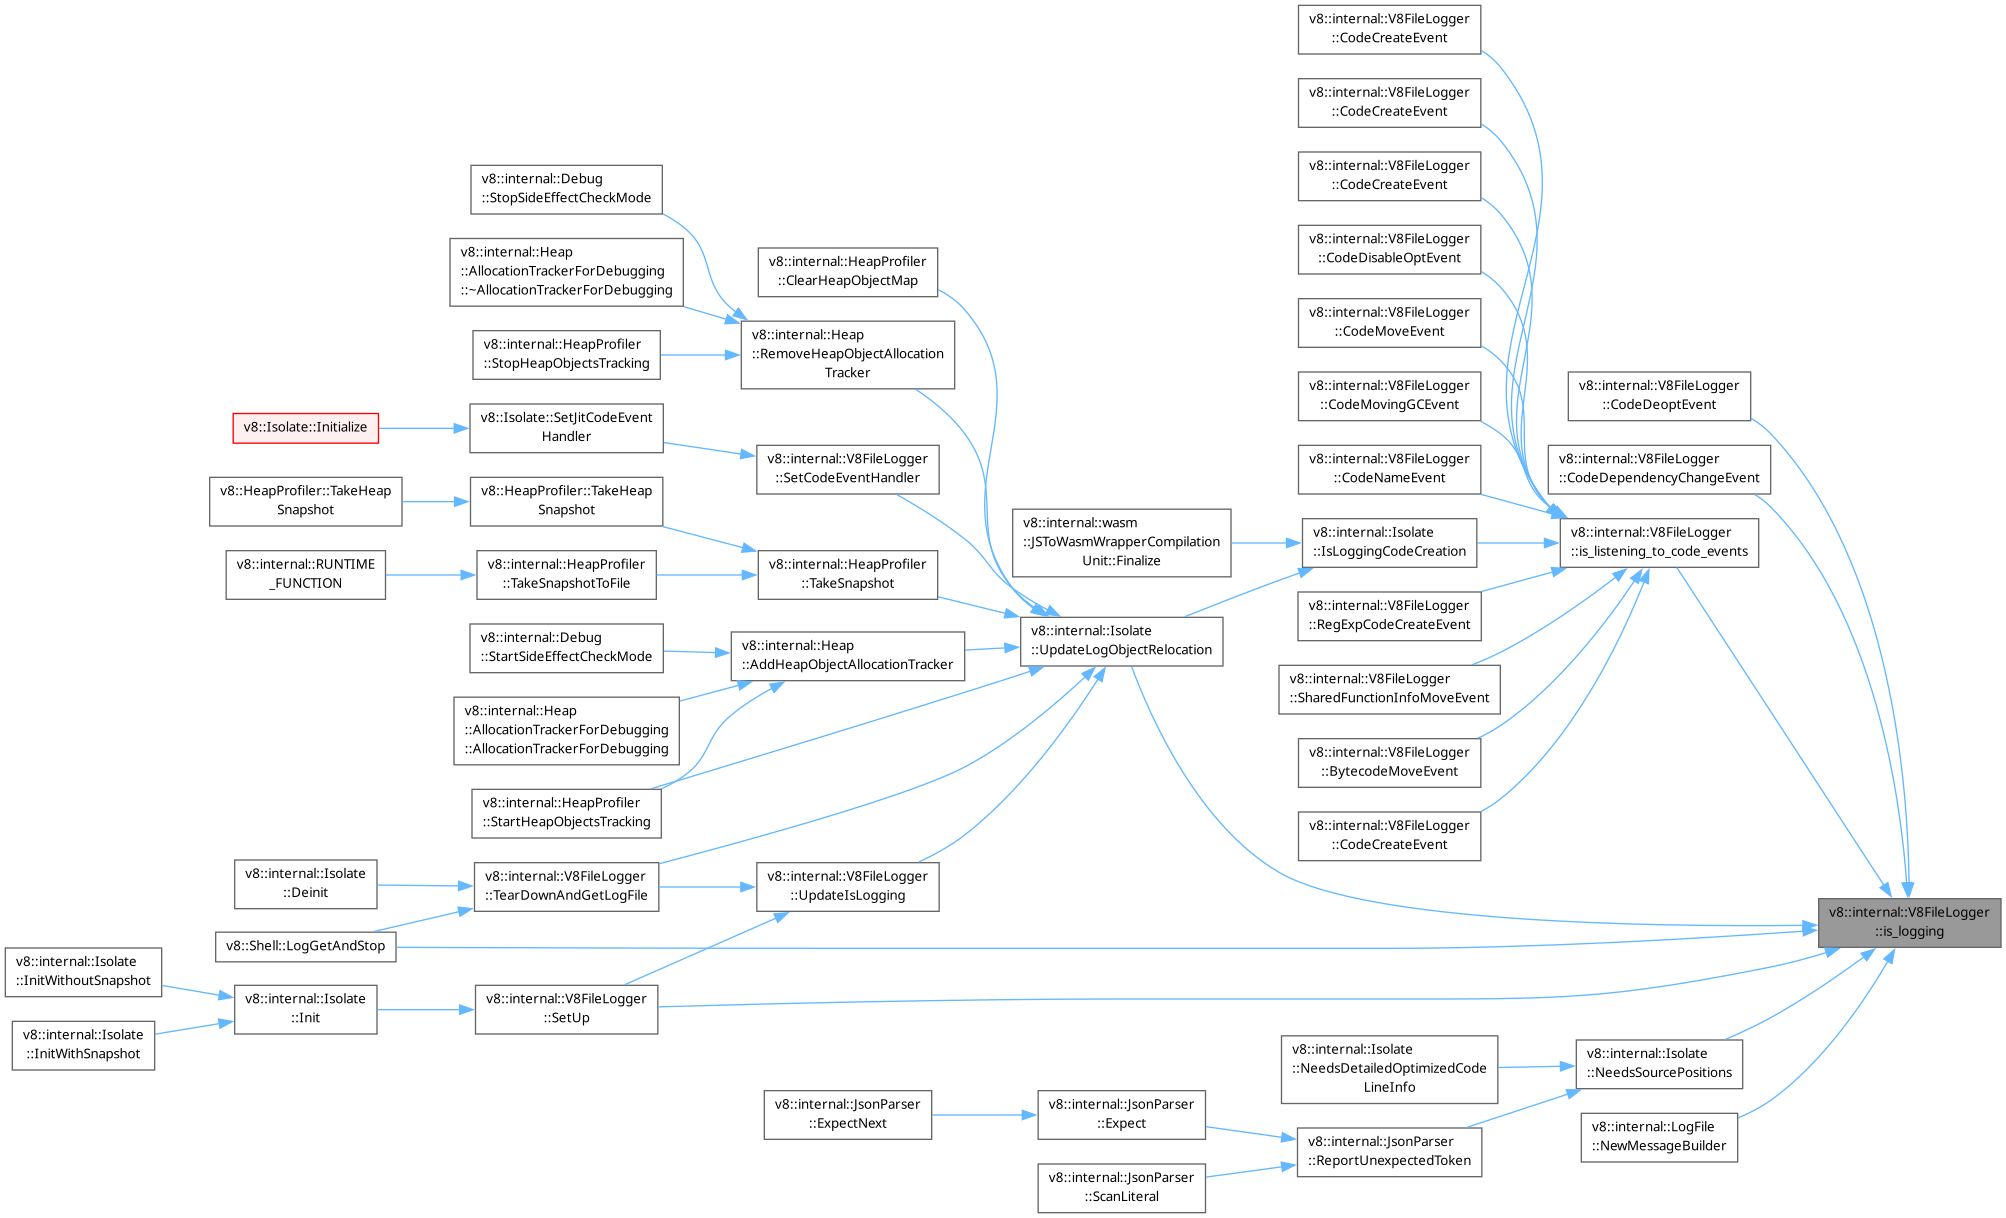 v8::internal::V8FileLogger
::CodeCreateEvent
v8::internal::V8FileLogger
::CodeCreateEvent
v8::internal::V8FileLogger
::CodeCreateEvent
v8::internal::V8FileLogger
::CodeDisableOptEvent
v8::internal::V8FileLogger
::CodeMoveEvent
v8::internal::V8FileLogger
::CodeMovingGCEvent
v8::internal::V8FileLogger
::CodeNameEvent
v8::internal::Isolate
::IsLoggingCodeCreation
v8::internal::V8FileLogger
::RegExpCodeCreateEvent
v8::internal::V8FileLogger
::SharedFunctionInfoMoveEvent
v8::internal::V8FileLogger
::BytecodeMoveEvent
v8::internal::V8FileLogger
::CodeCreateEvent
v8::internal::Debug
::StopSideEffectCheckMode
v8::internal::Heap
::AllocationTrackerForDebugging
::~AllocationTrackerForDebugging
v8::internal::HeapProfiler
::StopHeapObjectsTracking
v8::internal::HeapProfiler
::ClearHeapObjectMap
v8::internal::Heap
::RemoveHeapObjectAllocation
Tracker
v8::Isolate::Initialize
v8::Isolate::SetJitCodeEvent
Handler
v8::internal::V8FileLogger
::SetCodeEventHandler
v8::HeapProfiler::TakeHeap
Snapshot
v8::HeapProfiler::TakeHeap
Snapshot
v8::internal::RUNTIME
_FUNCTION
v8::internal::HeapProfiler
::TakeSnapshotToFile
v8::internal::HeapProfiler
::TakeSnapshot
v8::internal::wasm
::JSToWasmWrapperCompilation
Unit::Finalize
v8::internal::V8FileLogger
::CodeDeoptEvent
v8::internal::V8FileLogger
::CodeDependencyChangeEvent
v8::internal::V8FileLogger
::is_listening_to_code_events
v8::internal::Debug
::StartSideEffectCheckMode
v8::internal::Heap
::AddHeapObjectAllocationTracker
v8::internal::Isolate
::UpdateLogObjectRelocation
v8::internal::Heap
::AllocationTrackerForDebugging
::AllocationTrackerForDebugging
v8::internal::HeapProfiler
::StartHeapObjectsTracking
v8::internal::Isolate
::Deinit
v8::internal::V8FileLogger
::TearDownAndGetLogFile
v8::internal::V8FileLogger
::UpdateIsLogging
v8::internal::V8FileLogger
::is_logging
v8::Shell::LogGetAndStop
v8::internal::Isolate
::InitWithoutSnapshot
v8::internal::Isolate
::InitWithSnapshot
v8::internal::Isolate
::Init
v8::internal::V8FileLogger
::SetUp
v8::internal::Isolate
::NeedsDetailedOptimizedCode
LineInfo
v8::internal::Isolate
::NeedsSourcePositions
v8::internal::JsonParser
::ExpectNext
v8::internal::JsonParser
::Expect
v8::internal::JsonParser
::ReportUnexpectedToken
v8::internal::LogFile
::NewMessageBuilder
v8::internal::JsonParser
::ScanLiteral